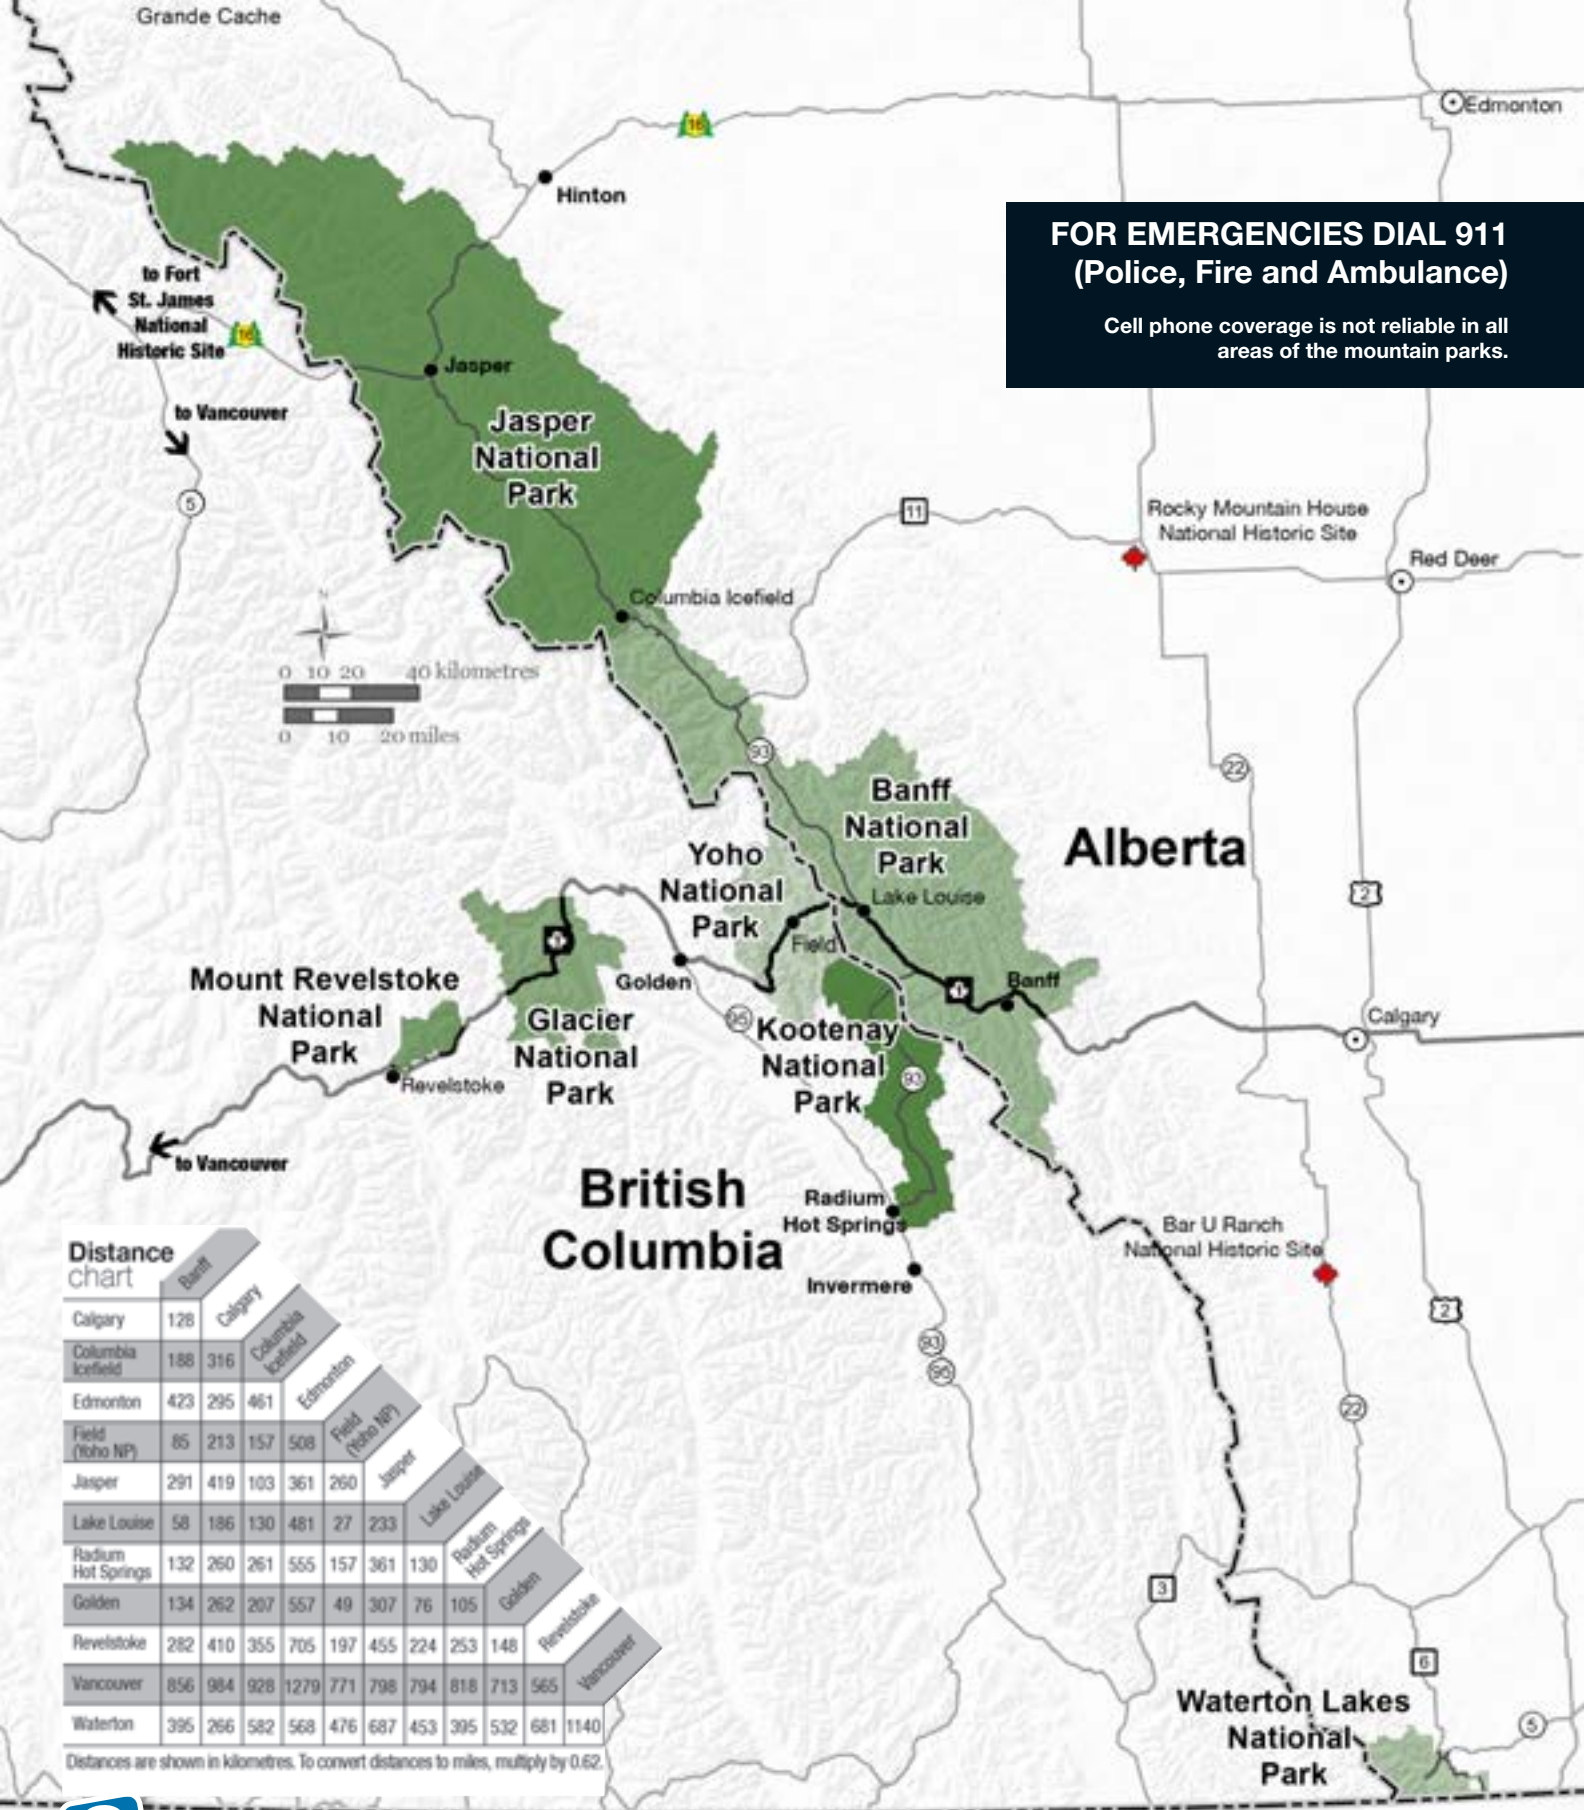 Grande Cache
Edmonton
16
Hinton
FOR EMERGENCIES DIAL 911
(Police, Fire and Ambulance)
Cell phone coverage is not reliable in all
areas of the mountain parks.
to Fort
St. James
National
Historic Site
16
Jasper
to Vancouver
Jasper
National
Park
5
11
Rocky Mountain House
National Historic Site
Red Deer
N
Columbia Icefield
0 10 20 40 kilometres
0 10 20 miles
93
22
Banff
National
Park
Alberta
Yoho
National
Park
Lake Louise
2
1
Field
Golden
Mount Revelstoke
National
Park
1
Banff
Glacier
National
Park
95
Kootenay
National
Park
Calgary
93
Revelstoke
to Vancouver
British
Columbia
Radium
Hot Springs
Invermere
Bar U Ranch
National Historic Site
2
93
95
22
3
6
5
Waterton Lakes
National
Park
Distance
chart
Banff
Calgary 128 Calgary
Columbia
Icefield 188 316 Columbia
Icefield
Edmonton 423 295 461 Edmonton
Field
(Yoho NP) 85 213 157 508 Field
(Yoho NP)
Jasper 291 419 103 361 260 Jasper
Lake Louise 58 186 130 481 27 233 Lake Louise
Radium
Hot Springs 132 260 261 555 157 361 130 Radium
Hot Springs
Golden 134 262 207 557 49 307 76 105 Golden
Revelstoke 282 410 355 705 197 455 224 253 148 Revelstoke
Vancouver 856 984 928 1279 771 798 794 818 713 565 Vancouver
Waterton 395 266 582 568 476 687 453 395 532 681 1140
Distances are shown in kilometres. To convert distances to miles, multiply by 0.62.